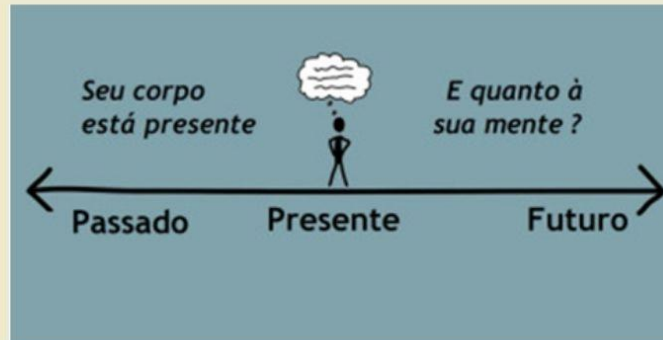 Seu corpo
está presente
E quanto à
sua mente ?
Passado
Presente
Futuro